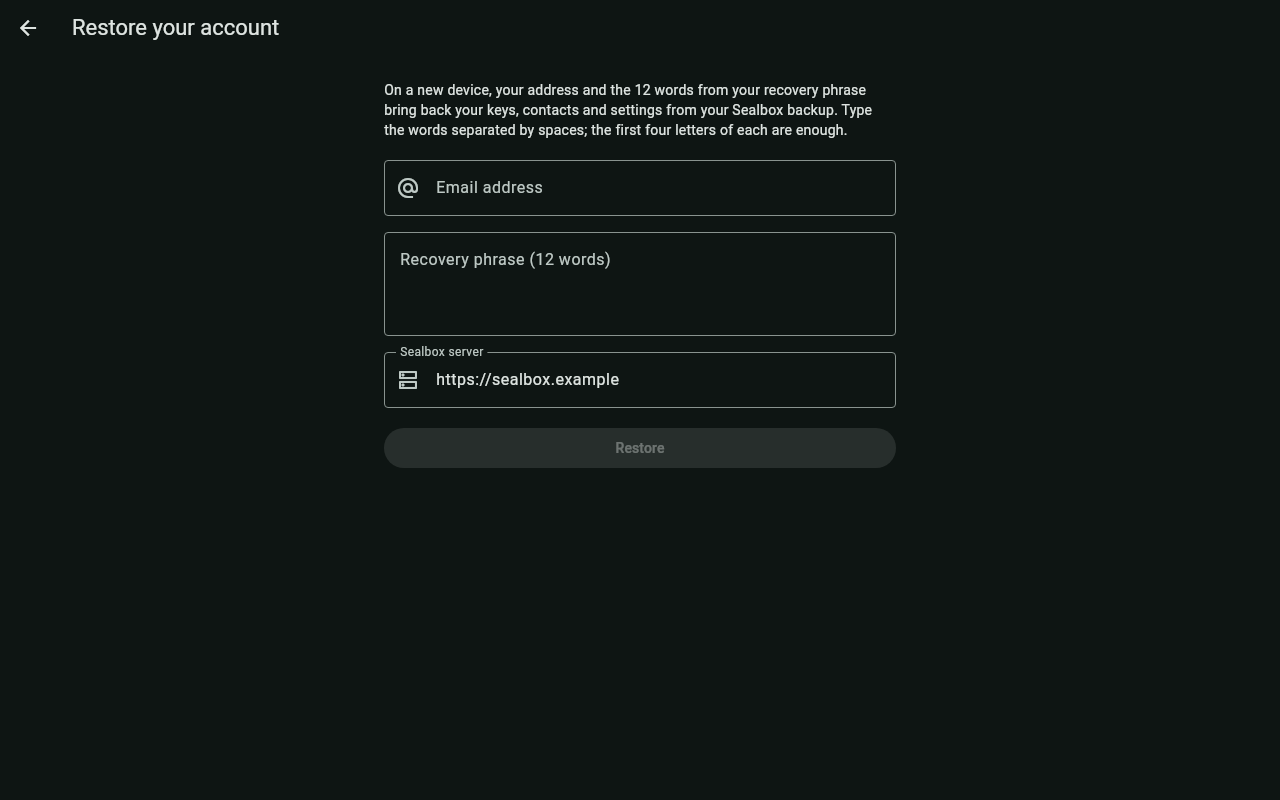 Restore your account
On a new device, your address and the 12 words from your recovery phrase
bring back your keys, contacts and settings from your Sealbox backup. Type
the words separated by spaces; the first four letters of each are enough.
Email address
Recovery phrase (12 words)
Sealbox server
https://sealbox.example
Restore